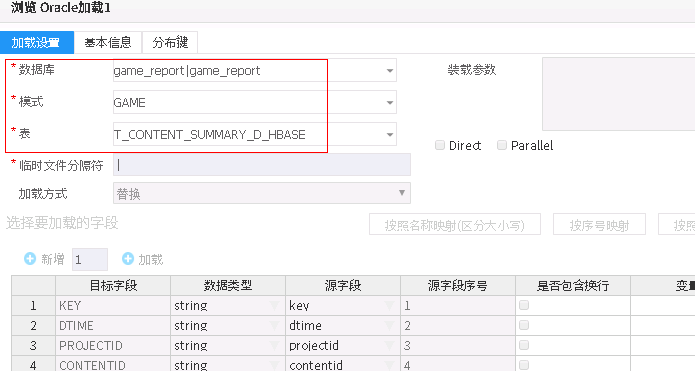 浏览 Oracle加载1
加载设置 基本信息 分布键
* 数据库 game_report|game_report 装载参数
* 模式 GAME
* 表 T_CONTENT_SUMMARY_D_HBASE
Direct Parallel
* 临时文件分隔符 |
加载方式 替换
选择要加载的字段 按照名称映射(区分大小写) 按序号映射 按照
新增 1 加载
目标字段 数据类型 源字段 源字段序号 是否包含换行 变量
1 KEY string key 1
2 DTIME string dtime 2
3 PROJECTID string projectid 3
4 CONTENTID string contentid 4